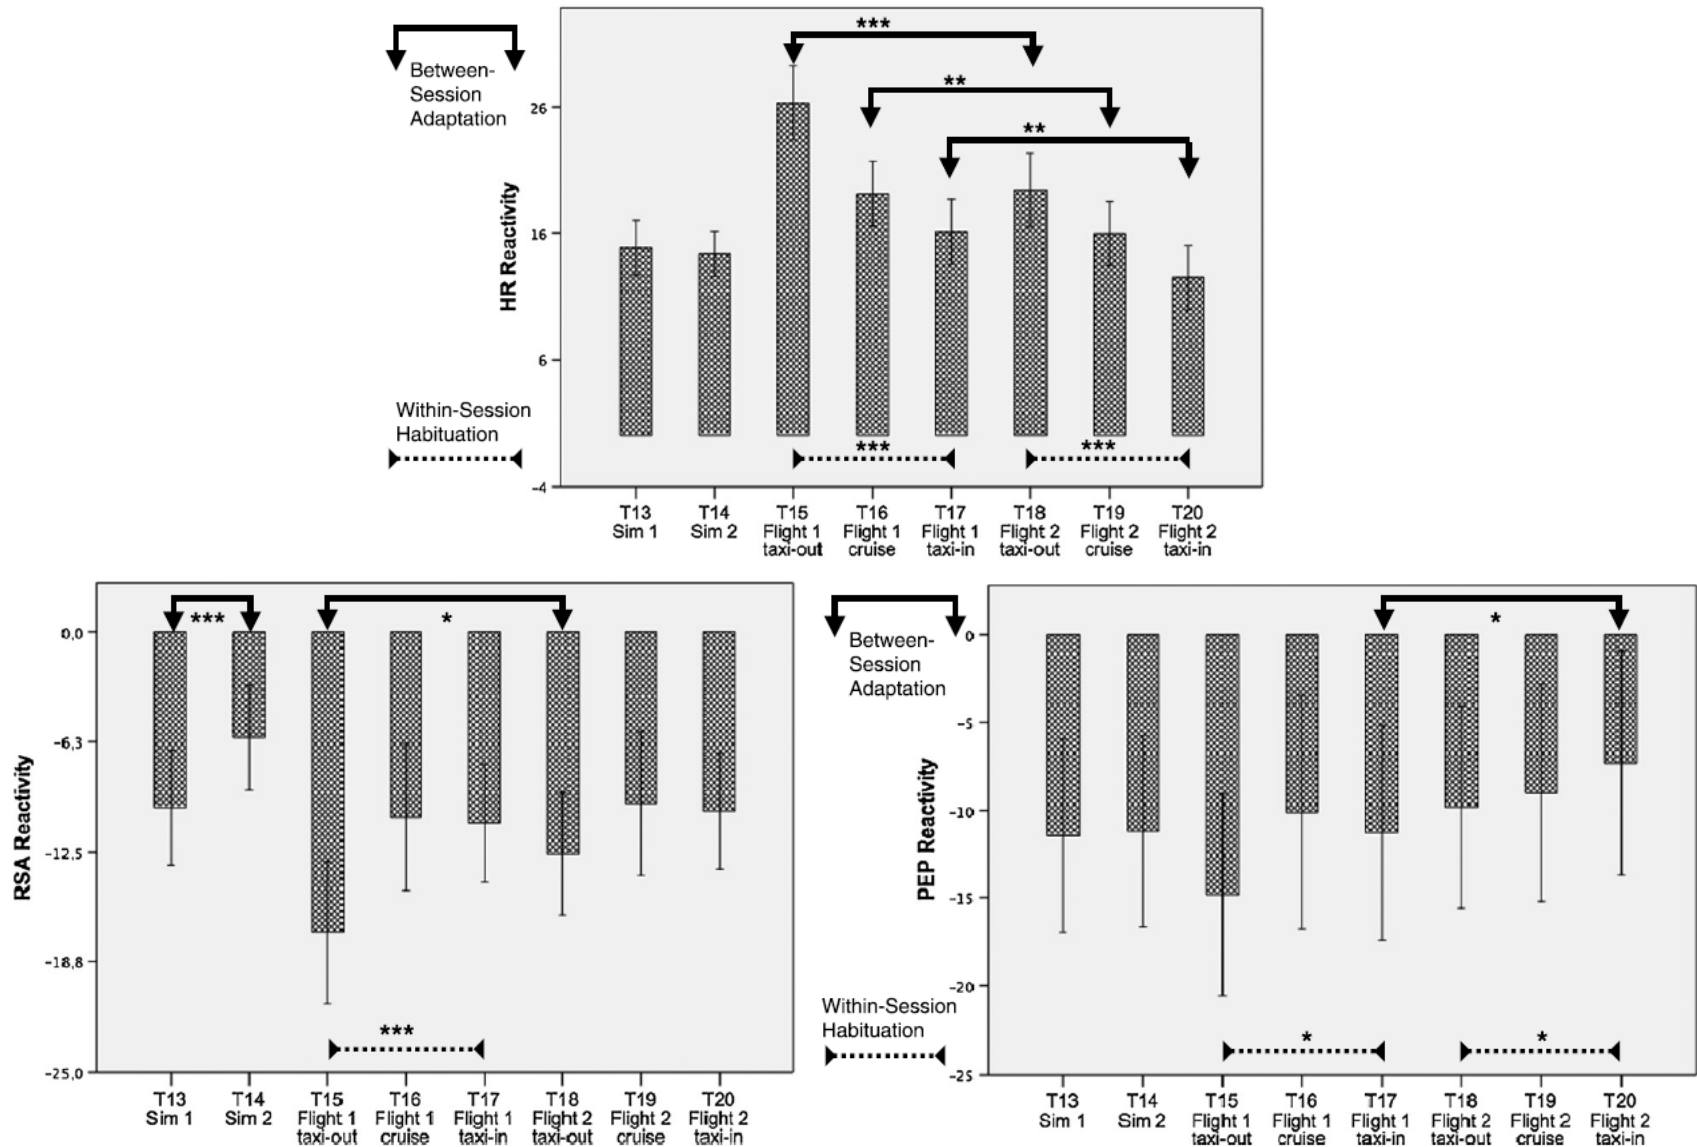 Between-
Session
Adaptation
Within-Session
Habituation
HR Reactivity
26
16
6
-4
***
**
**
***
***
T13
Sim 1
T14
Sim 2
T15
Flight 1
taxi-out
T16
Flight 1
cruise
T17
Flight 1
taxi-in
T18
Flight 2
taxi-out
T19
Flight 2
cruise
T20
Flight 2
taxi-in
RSA Reactivity
0,0
-6,3
-12,5
-18,8
-25,0
***
*
***
T13
Sim 1
T14
Sim 2
T15
Flight 1
taxi-out
T16
Flight 1
cruise
T17
Flight 1
taxi-in
T18
Flight 2
taxi-out
T19
Flight 2
cruise
T20
Flight 2
taxi-in
Between-
Session
Adaptation
Within-Session
Habituation
PEP Reactivity
0
-5
-10
-15
-20
-25
*
*
*
T13
Sim 1
T14
Sim 2
T15
Flight 1
taxi-out
T16
Flight 1
cruise
T17
Flight 1
taxi-in
T18
Flight 2
taxi-out
T19
Flight 2
cruise
T20
Flight 2
taxi-in